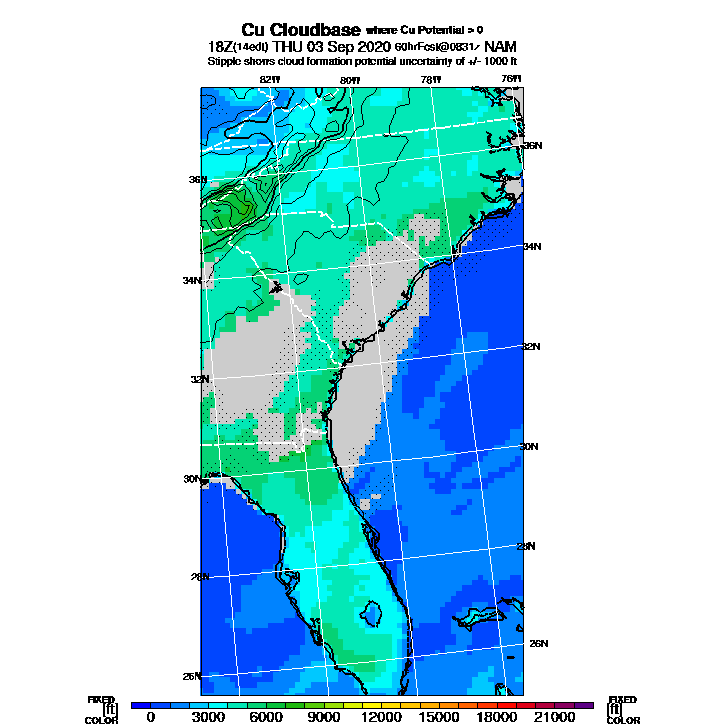 Cu Cloudbase where Cu Potential > 0
18Z(14edt) THU 03 Sep 2020 60hrFcst@0831z NAM
Stipple shows cloud formation potential uncertainty of +/- 1000 ft
82W 80W 78W 76W
36N
36N
34N
34N
32N
32N
30N
30N
28N
28N
26N
26N
FIXED FIXED
[ft] [ft]
COLOR COLOR
0 3000 6000 9000 12000 15000 18000 21000